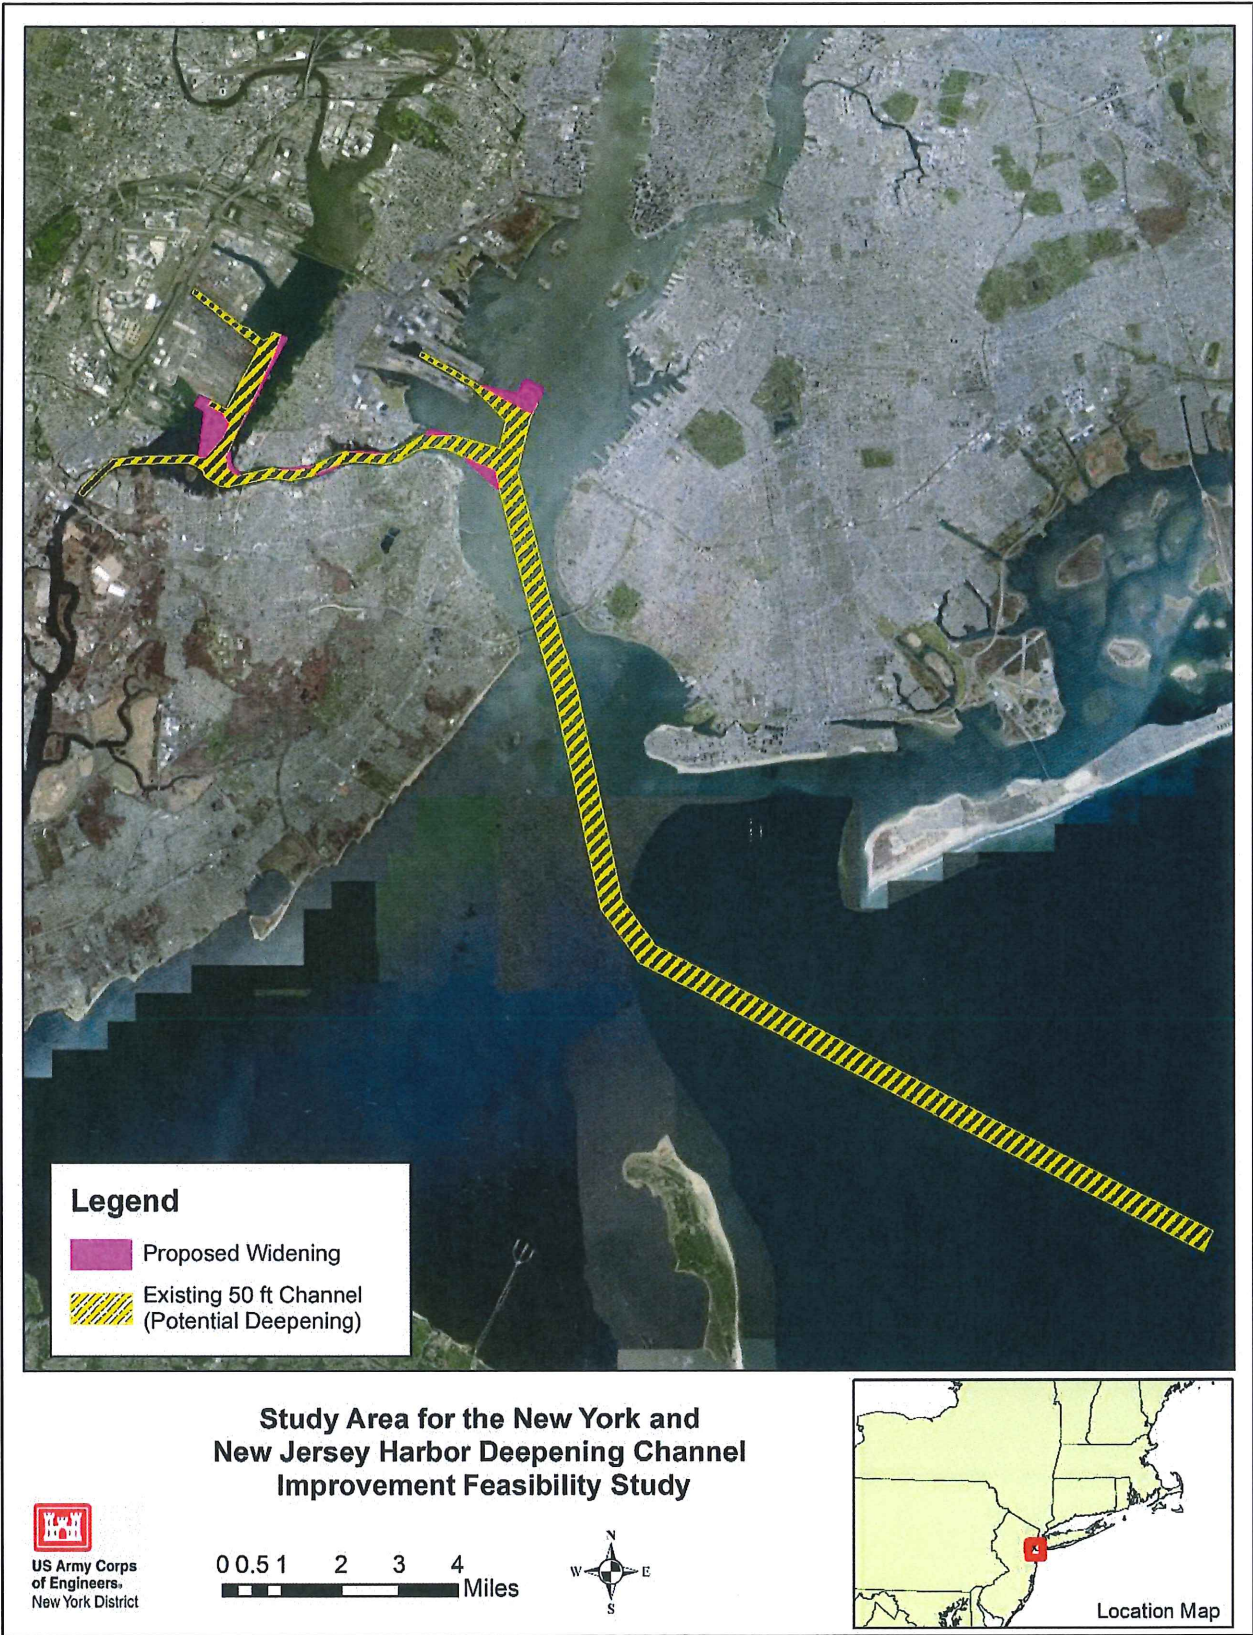 Legend
Proposed Widening
Existing 50 ft Channel
(Potential Deepening)
Study Area for the New York and
New Jersey Harbor Deepening Channel
Improvement Feasibility Study
US Army Corps
of Engineers®
New York District
0 0.5 1 2 3 4
Miles
N
W E
S
Location Map